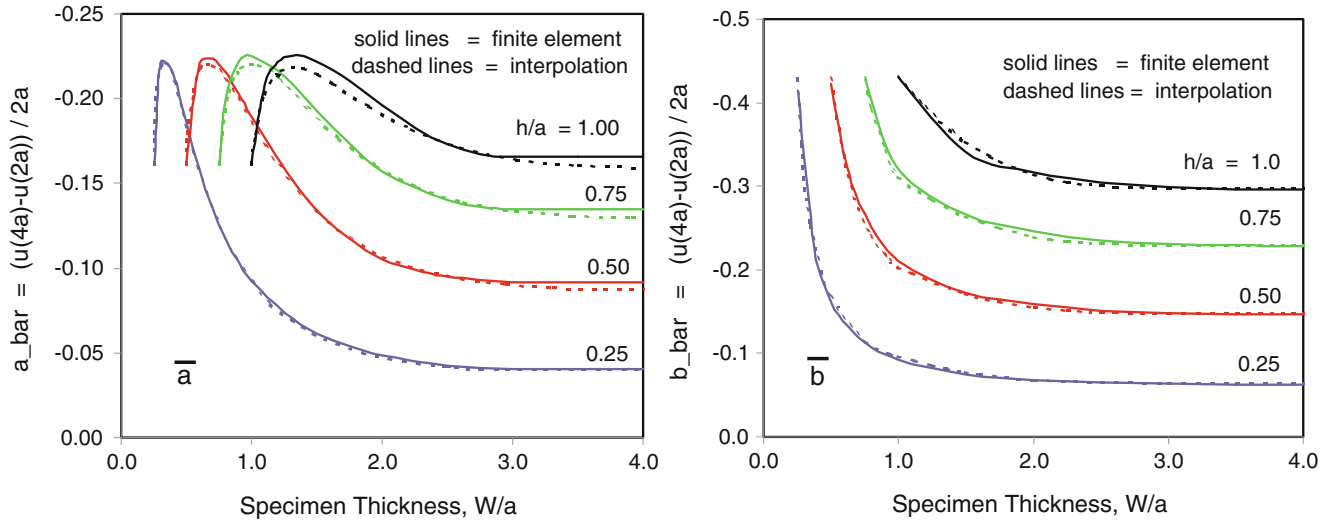 -0.25
-0.20
-0.15
-0.10
-0.05
0.00
a_bar = (u(4a)-u(2a)) / 2a
solid lines = finite element
dashed lines = interpolation
h/a = 1.00
0.75
0.50
0.25
a
0.0 1.0 2.0 3.0 4.0
Specimen Thickness, W/a
-0.5
-0.4
-0.3
-0.2
-0.1
0.0
b_bar = (u(4a)-u(2a)) / 2a
solid lines = finite element
dashed lines = interpolation
h/a = 1.0
0.75
0.50
0.25
b
0.0 1.0 2.0 3.0 4.0
Specimen Thickness, W/a